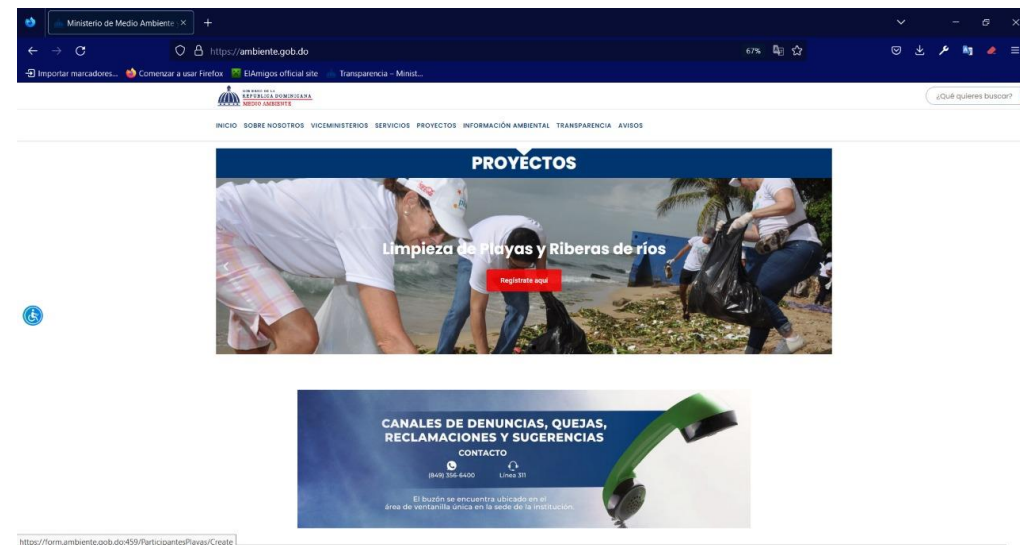 Ministerio de Medio Ambiente
https://ambiente.gob.do
67%
Importar marcadores...
Comenzar a usar Firefox
ElAmigos official site
Transparencia – Minist...
GOBIERNO DE LA
REPÚBLICA DOMINICANA
MEDIO AMBIENTE
¿Qué quieres buscar?
INICIO SOBRE NOSOTROS VICEMINISTERIOS SERVICIOS PROYECTOS INFORMACIÓN AMBIENTAL TRANSPARENCIA AVISOS
PROYECTOS
Limpieza de Playas y Riberas de ríos
Regístrate aquí
CANALES DE DENUNCIAS, QUEJAS,
RECLAMACIONES Y SUGERENCIAS
CONTACTO
(849) 356-6400 Línea 311
El buzón se encuentra ubicado en el
área de ventanilla única en la sede de la institución
https://form.ambiente.gob.do:459/ParticipantesPlayas/Create